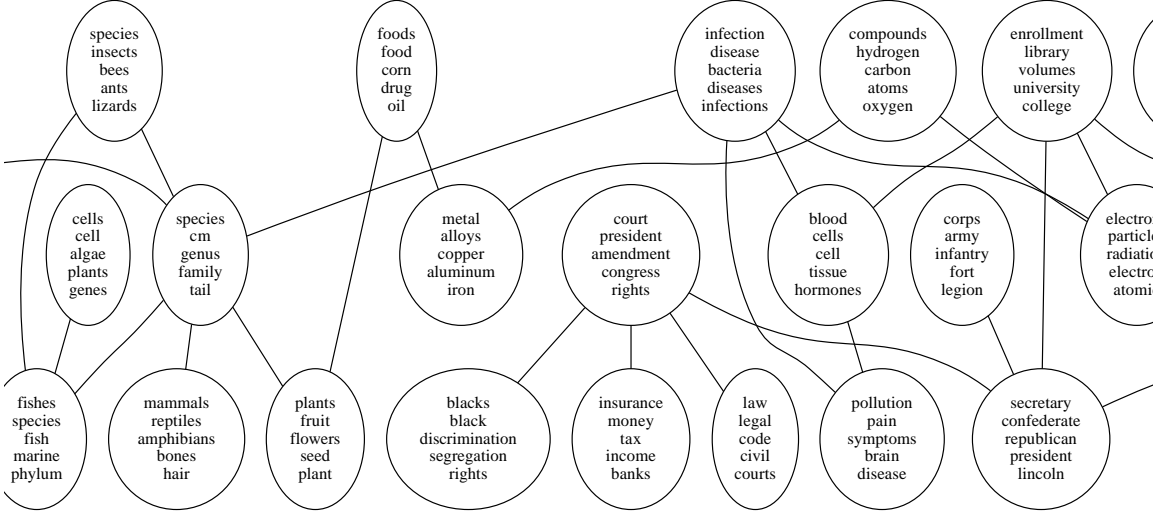 species
insects
bees
ants
lizards
foods
food
corn
drug
oil
infection
disease
bacteria
diseases
infections
compounds
hydrogen
carbon
atoms
oxygen
enrollment
library
volumes
university
college
cells
cell
algae
plants
genes
species
cm
genus
family
tail
metal
alloys
copper
aluminum
iron
court
president
amendment
congress
rights
blood
cells
cell
tissue
hormones
corps
army
infantry
fort
legion
fishes
species
fish
marine
phylum
mammals
reptiles
amphibians
bones
hair
plants
fruit
flowers
seed
plant
blacks
black
discrimination
segregation
rights
insurance
money
tax
income
banks
law
legal
code
civil
courts
pollution
pain
symptoms
brain
disease
secretary
confederate
republican
president
lincoln